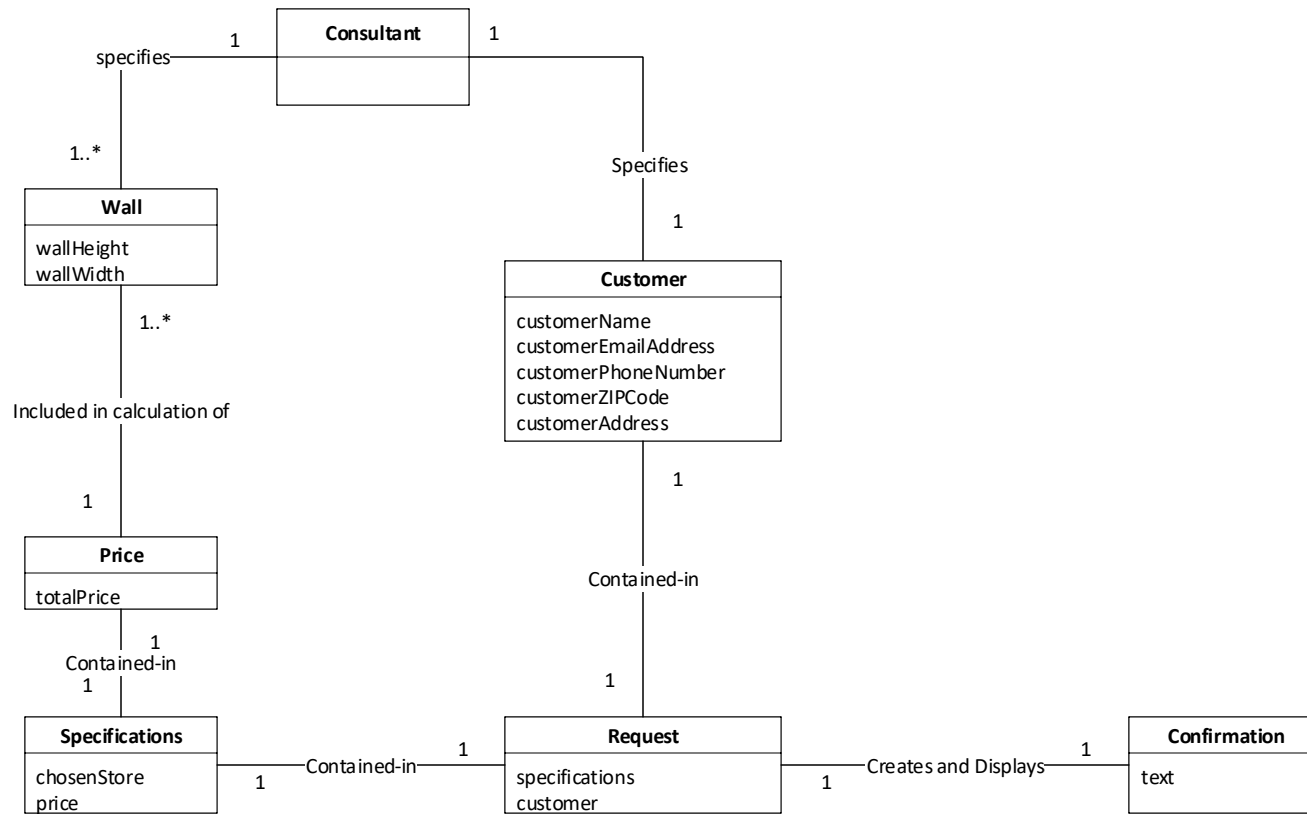 Consultant
1
1
specifies
1..*
Specifies
1
Wall
wallHeight
wallWidth
1..*
Customer
customerName
customerEmailAddress
customerPhoneNumber
customerZIPCode
customerAddress
Included in calculation of
1
1
Price
totalPrice
Contained-in
1
Contained-in
1
1
Specifications
chosenStore
price
1
Contained-in
1
Request
specifications
customer
1
Creates and Displays
1
Confirmation
text